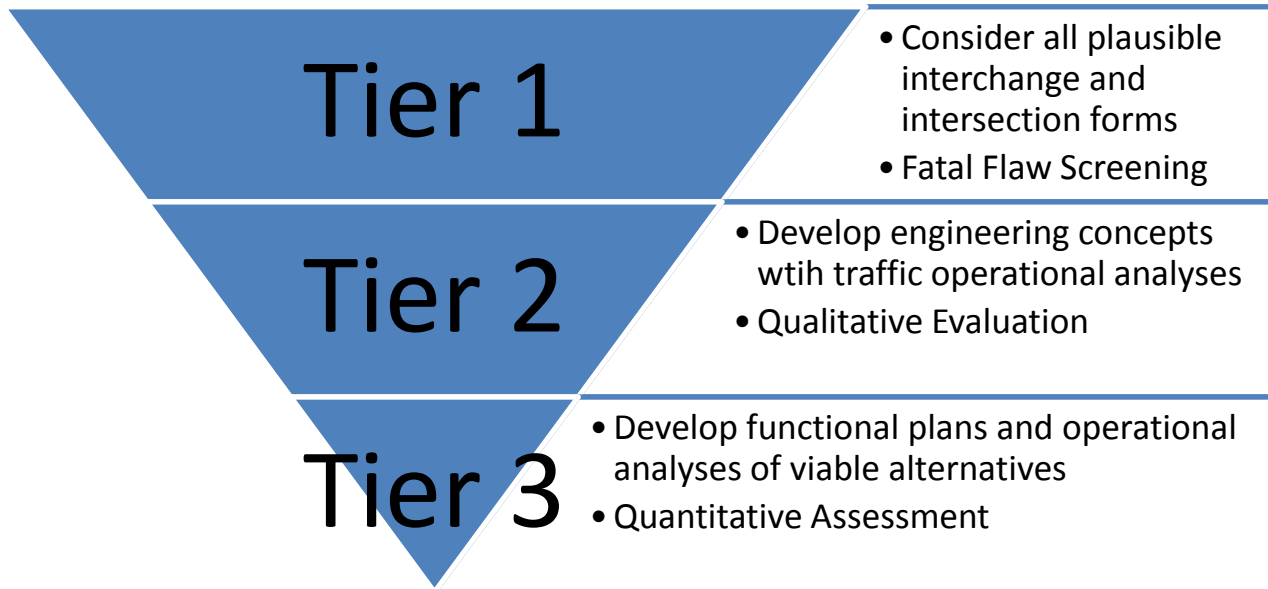 Tier 1
• Consider all plausible
interchange and
intersection forms
• Fatal Flaw Screening
Tier 2
• Develop engineering concepts
wtih traffic operational analyses
• Qualitative Evaluation
Tier 3
• Develop functional plans and operational
analyses of viable alternatives
• Quantitative Assessment